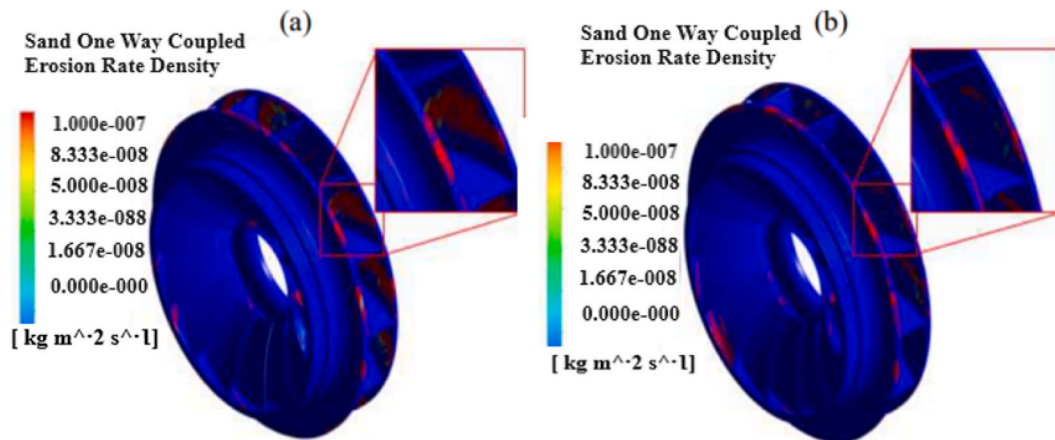 (a)
Sand One Way Coupled
Erosion Rate Density
1.000e-007
8.333e-008
5.000e-008
3.333e-088
1.667e-008
0.000e-000
[ kg m^·2 s^·l]
(b)
Sand One Way Coupled
Erosion Rate Density
1.000e-007
8.333e-008
5.000e-008
3.333e-088
1.667e-008
0.000e-000
[ kg m^·2 s^·l]